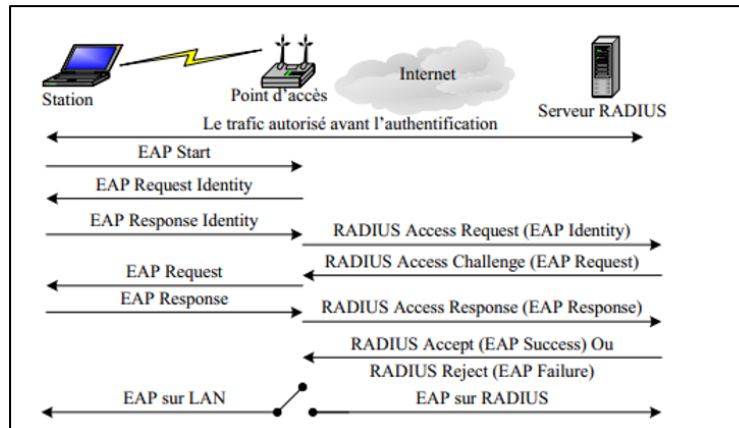 Internet
Station
Point d'accès
Serveur RADIUS
Le trafic autorisé avant l'authentification
EAP Start
EAP Request Identity
EAP Response Identity
RADIUS Access Request (EAP Identity)
RADIUS Access Challenge (EAP Request)
EAP Request
EAP Response
RADIUS Access Response (EAP Response)
RADIUS Accept (EAP Success) Ou
RADIUS Reject (EAP Failure)
EAP sur LAN
EAP sur RADIUS